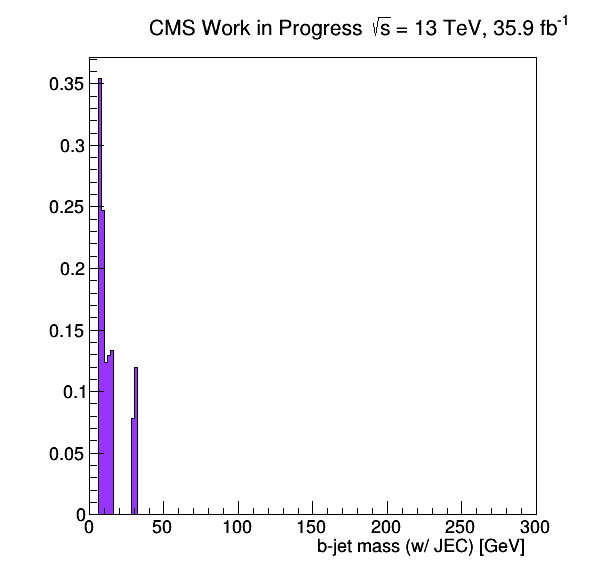 CMS Work in Progress √s = 13 TeV, 35.9 fb⁻¹
0.35
0.3
0.25
0.2
0.15
0.1
0.05
0
0 50 100 150 200 250 300
b-jet mass (w/ JEC) [GeV]